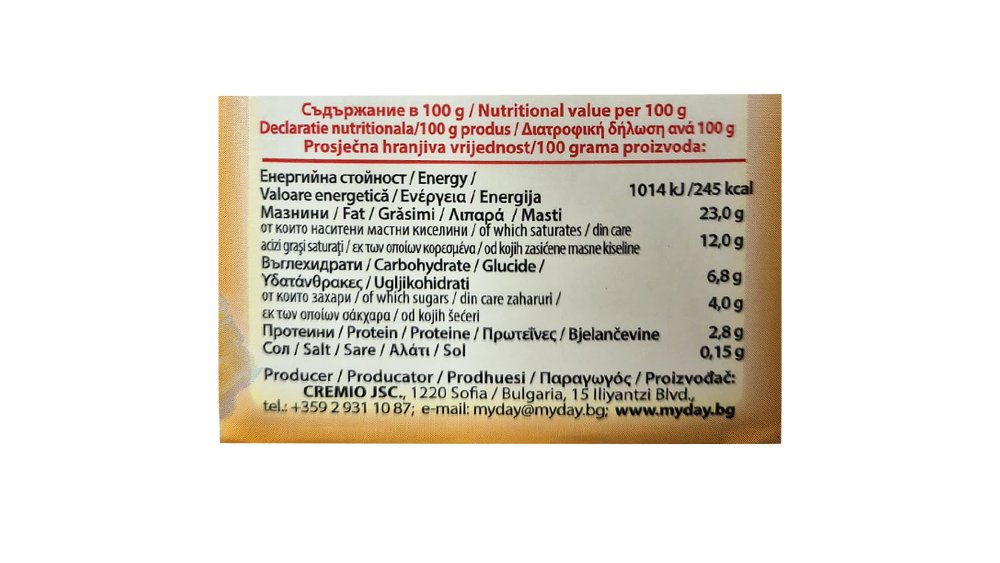 Съдържание в 100 g / Nutritional value per 100 g
Declaratie nutritionala/100 g produs / Διατροφική δήλωση ανά 100 g
Prosječna hranjiva vrijednost/100 grama proizvoda:
Енергийна стойност / Energy /
Valoare energetică / Ενέργεια / Energija 1014 kJ /245 kcal
Мазнини / Fat / Grăsimi / Λιπαρά / Masti 23,0 g
от които наситени мастни киселини / of which saturates / din care
acizi grași saturați / εκ των οποίων κορεσμένα / od kojih zasićene masne kiseline 12,0 g
Въглехидрати / Carbohydrate / Glucide /
Υδατάνθρακες / Ugljikohidrati 6,8 g
от които захари / of which sugars / din care zaharuri /
εκ των οποίων σάκχαρα / od kojih šećeri 4,0 g
Протеини / Protein / Proteine / Πρωτεΐνες / Bjelančevine 2,8 g
Сол / Salt / Sare / Αλάτι / Sol 0,15 g
Producer / Producator / Prodhuesi / Παραγωγός / Proizvođač:
CREMIO JSC., 1220 Sofia / Bulgaria, 15 Iliyantzi Blvd.,
tel.: +359 2 931 10 87; e-mail: myday@myday.bg; www.myday.bg